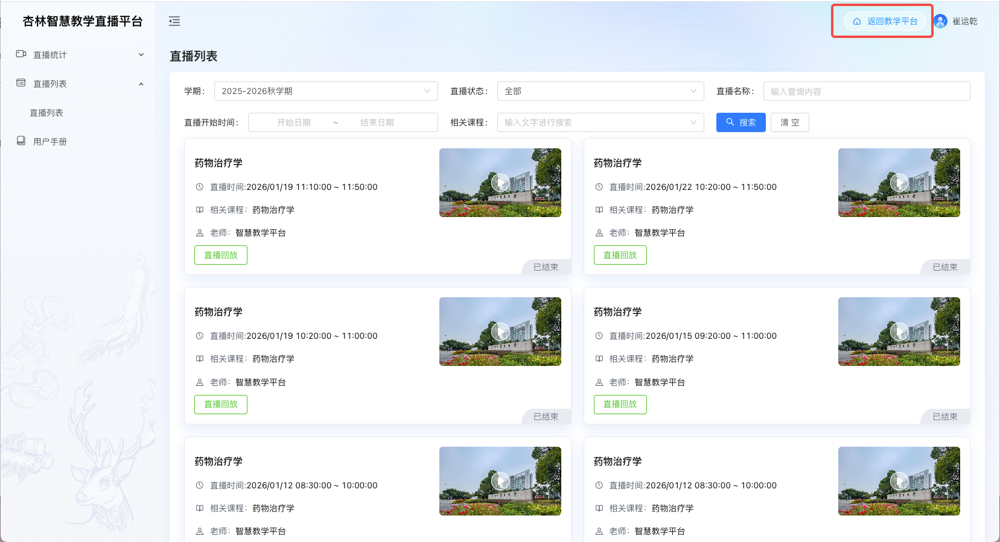 杏林智慧教学直播平台
返回教学平台
崔运乾
直播统计
直播列表
直播列表
用户手册
直播列表
学期：
2025-2026秋学期
直播状态：
全部
直播名称：
输入查询内容
直播开始时间：
开始日期 ~ 结束日期
相关课程：
输入文字进行搜索
搜索
清 空
药物治疗学
直播时间:2026/01/19 11:10:00 ~ 11:50:00
相关课程：药物治疗学
老师：智慧教学平台
直播回放
已结束
药物治疗学
直播时间:2026/01/22 10:20:00 ~ 11:50:00
相关课程：药物治疗学
老师：智慧教学平台
直播回放
已结束
药物治疗学
直播时间:2026/01/19 10:20:00 ~ 11:00:00
相关课程：药物治疗学
老师：智慧教学平台
直播回放
已结束
药物治疗学
直播时间:2026/01/15 09:20:00 ~ 11:00:00
相关课程：药物治疗学
老师：智慧教学平台
直播回放
已结束
药物治疗学
直播时间:2026/01/12 08:30:00 ~ 10:00:00
相关课程：药物治疗学
老师：智慧教学平台
药物治疗学
直播时间:2026/01/12 08:30:00 ~ 10:00:00
相关课程：药物治疗学
老师：智慧教学平台